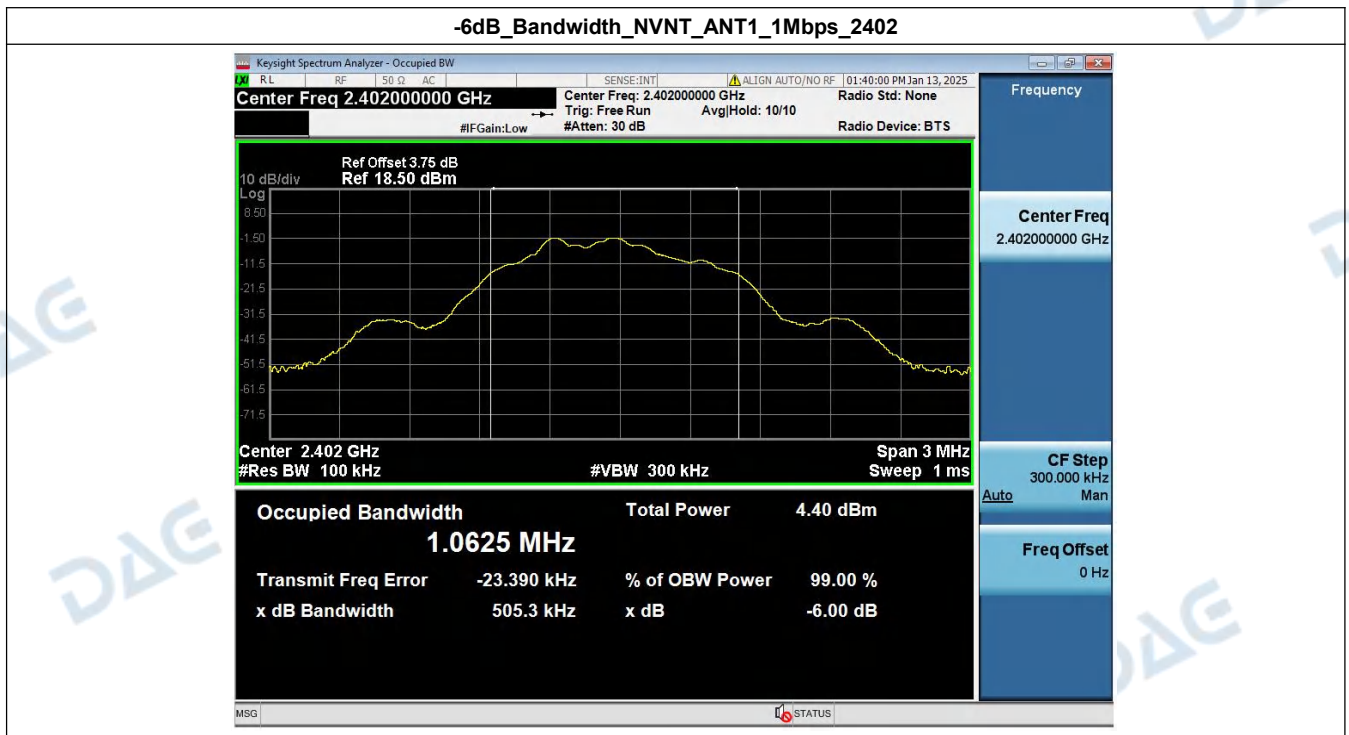 -6dB_Bandwidth_NVNT_ANT1_1Mbps_2402
Keysight Spectrum Analyzer - Occupied BW
LXI RL RF 50 Ω AC SENSE:INT ALIGN AUTO/NO RF 01:40:00 PM Jan 13, 2025
Center Freq 2.402000000 GHz
Center Freq: 2.402000000 GHz Radio Std: None
Trig: Free Run Avg|Hold: 10/10
#IFGain:Low #Atten: 30 dB Radio Device: BTS
Ref Offset 3.75 dB
10 dB/div Ref 18.50 dBm
Log
8.50
-1.50
-11.5
-21.5
-31.5
-41.5
-51.5
-61.5
-71.5
Center 2.402 GHz Span 3 MHz
#Res BW 100 kHz #VBW 300 kHz Sweep 1 ms
Occupied Bandwidth Total Power 4.40 dBm
1.0625 MHz
Transmit Freq Error -23.390 kHz % of OBW Power 99.00 %
x dB Bandwidth 505.3 kHz x dB -6.00 dB
MSG STATUS
Frequency
Center Freq
2.402000000 GHz
CF Step
300.000 kHz
Auto Man
Freq Offset
0 Hz
DAE
DAE
DAE